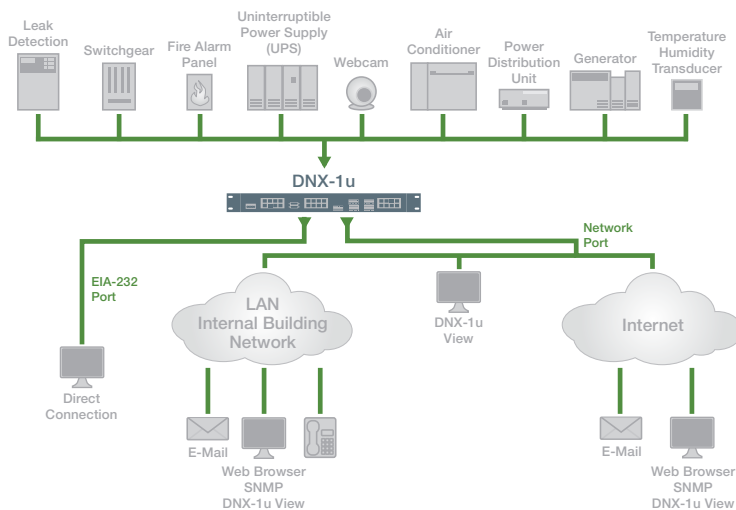 Leak
Detection
Switchgear
Fire Alarm
Panel
Uninterruptible
Power Supply
(UPS)
Webcam
Air
Conditioner
Power
Distribution
Unit
Generator
Temperature
Humidity
Transducer
DNX-1u
Network
Port
EIA-232
Port
LAN
Internal Building
Network
DNX-1u
View
Internet
Direct
Connection
E-Mail
Web Browser
SNMP
DNX-1u View
E-Mail
Web Browser
SNMP
DNX-1u View